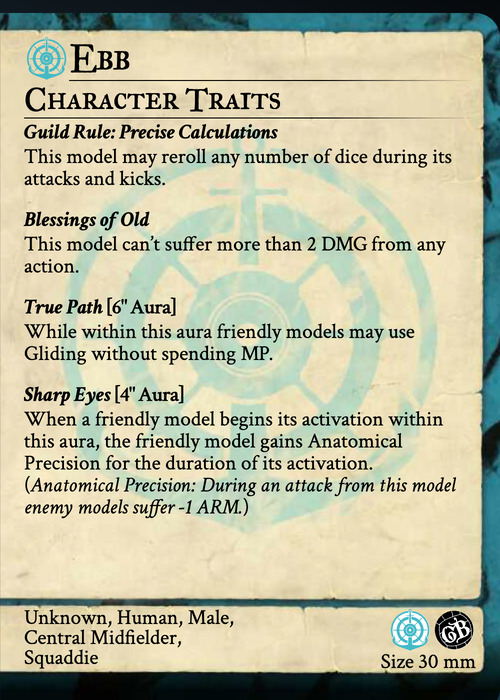 Ebb
Character Traits
Guild Rule: Precise Calculations
This model may reroll any number of dice during its
attacks and kicks.
Blessings of Old
This model can't suffer more than 2 DMG from any
action.
True Path [6" Aura]
While within this aura friendly models may use
Gliding without spending MP.
Sharp Eyes [4" Aura]
When a friendly model begins its activation within
this aura, the friendly model gains Anatomical
Precision for the duration of its activation.
(Anatomical Precision: During an attack from this model
enemy models suffer -1 ARM.)
Unknown, Human, Male,
Central Midfielder,
Squaddie
GB
Size 30 mm